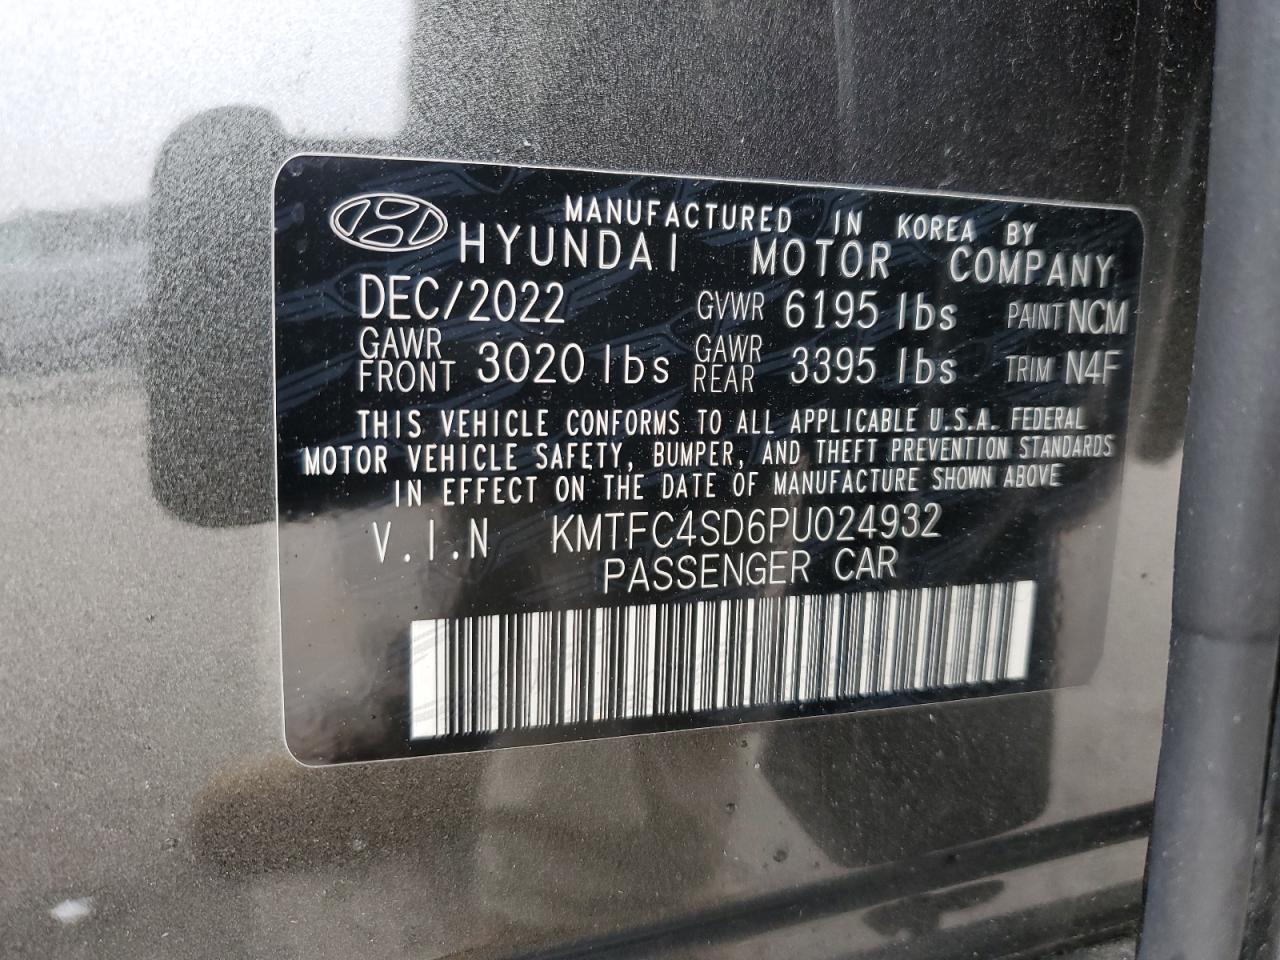 MANUFACTURED IN KOREA BY
HYUNDAI MOTOR COMPANY
DEC/2022 GVWR 6195 lbs PAINT NCM
GAWR FRONT 3020 lbs GAWR REAR 3395 lbs TRIM N4F
THIS VEHICLE CONFORMS TO ALL APPLICABLE U.S.A. FEDERAL
MOTOR VEHICLE SAFETY, BUMPER, AND THEFT PREVENTION STANDARDS
IN EFFECT ON THE DATE OF MANUFACTURE SHOWN ABOVE
V.I.N KMTFC4SD6PU024932
PASSENGER CAR